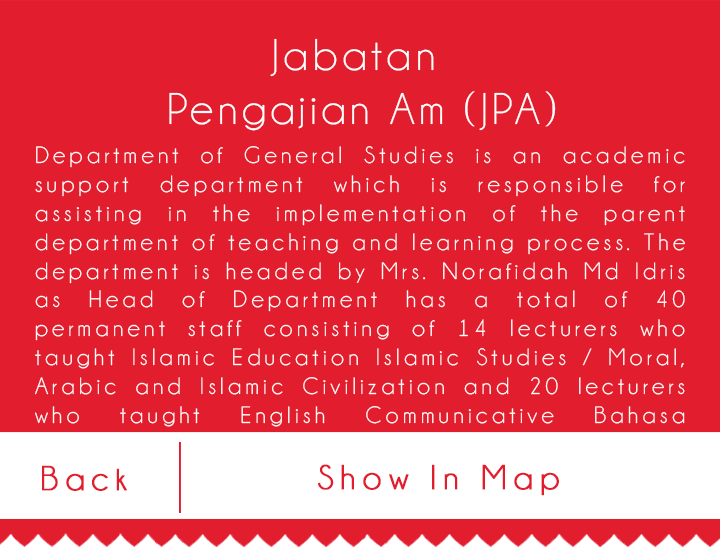 Jabatan
Pengajian Am (JPA)
Department of General Studies is an academic
support department which is responsible for
assisting in the implementation of the parent
department of teaching and learning process. The
department is headed by Mrs. Norafidah Md Idris
as Head of Department has a total of 40
permanent staff consisting of 14 lecturers who
taught Islamic Education Islamic Studies / Moral,
Arabic and Islamic Civilization and 20 lecturers
who taught English Communicative Bahasa
Back
Show In Map